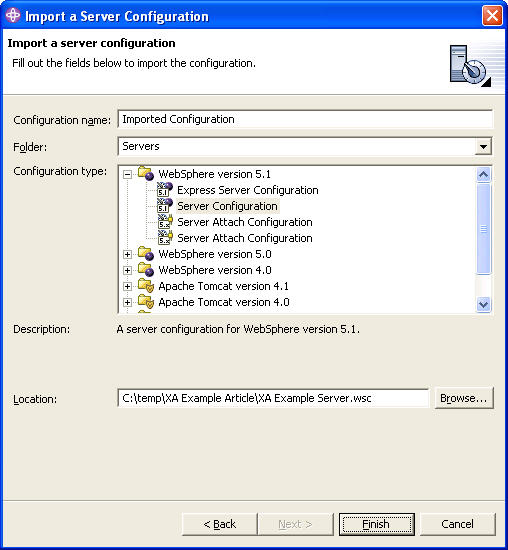 Import a Server Configuration
Import a server configuration
Fill out the fields below to import the configuration.
Configuration name: Imported Configuration
Folder: Servers
Configuration type: WebSphere version 5.1
Express Server Configuration
Server Configuration
Server Attach Configuration
Server Attach Configuration
WebSphere version 5.0
WebSphere version 4.0
Apache Tomcat version 4.1
Apache Tomcat version 4.0
Description: A server configuration for WebSphere version 5.1.
Location: C:\temp\XA Example Article\XA Example Server.wsc Browse...
< Back Next > Finish Cancel